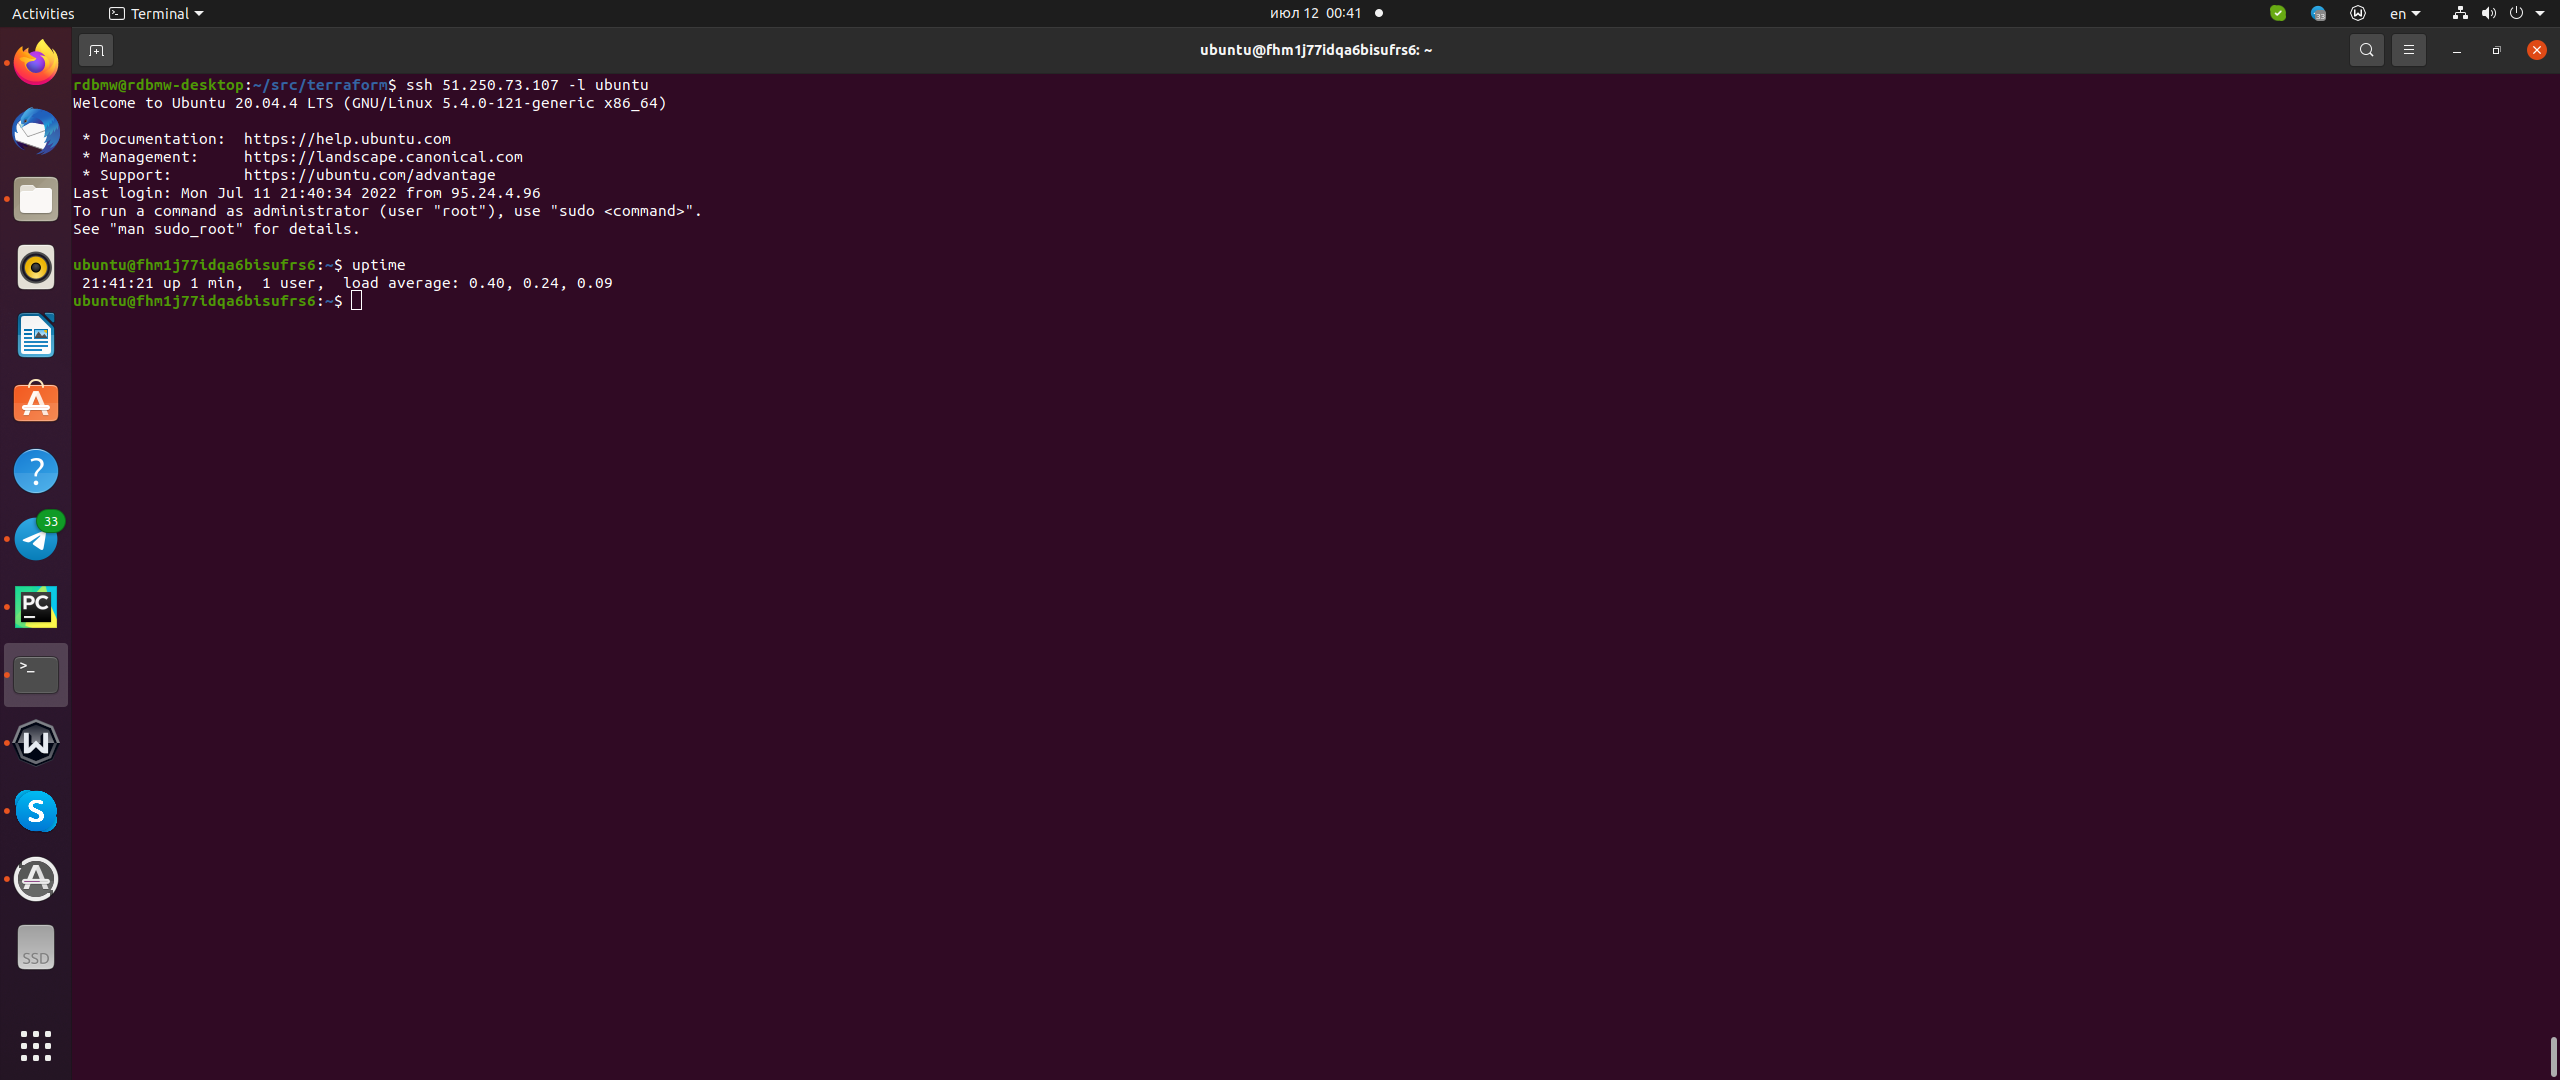 Activities
Terminal
июл 12 00:41
en
ubuntu@fhm1j77idqa6bisufrs6: ~
rdbmw@rdbmw-desktop:~/src/terraform$ ssh 51.250.73.107 -l ubuntu
Welcome to Ubuntu 20.04.4 LTS (GNU/Linux 5.4.0-121-generic x86_64)
* Documentation:  https://help.ubuntu.com
* Management:     https://landscape.canonical.com
* Support:        https://ubuntu.com/advantage
Last login: Mon Jul 11 21:40:34 2022 from 95.24.4.96
To run a command as administrator (user "root"), use "sudo <command>".
See "man sudo_root" for details.
ubuntu@fhm1j77idqa6bisufrs6:~$ uptime
21:41:21 up 1 min,  1 user,  load average: 0.40, 0.24, 0.09
ubuntu@fhm1j77idqa6bisufrs6:~$
33
33
PC
>_
W
S
SSD